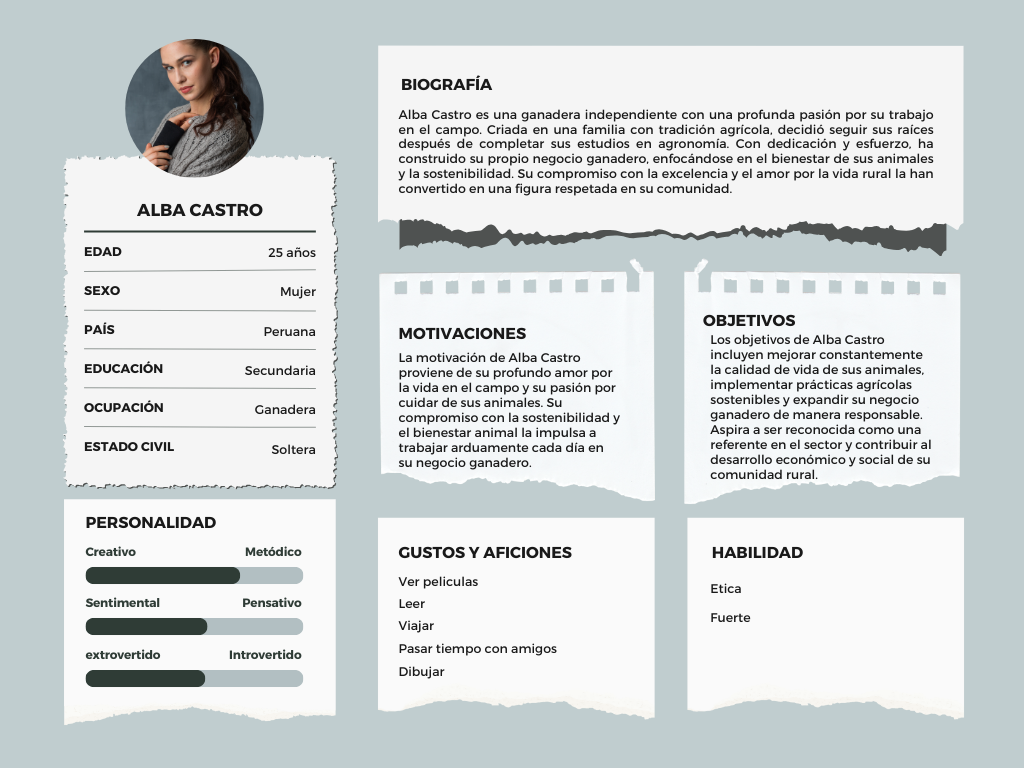 ALBA CASTRO
EDAD 25 años
SEXO Mujer
PAÍS Peruana
EDUCACIÓN Secundaria
OCUPACIÓN Ganadera
ESTADO CIVIL Soltera
PERSONALIDAD
Creativo Metódico
Sentimental Pensativo
extrovertido Introvertido
BIOGRAFÍA
Alba Castro es una ganadera independiente con una profunda pasión por su trabajo
en el campo. Criada en una familia con tradición agrícola, decidió seguir sus raíces
después de completar sus estudios en agronomía. Con dedicación y esfuerzo, ha
construido su propio negocio ganadero, enfocándose en el bienestar de sus animales
y la sostenibilidad. Su compromiso con la excelencia y el amor por la vida rural la han
convertido en una figura respetada en su comunidad.
MOTIVACIONES
La motivación de Alba Castro
proviene de su profundo amor por
la vida en el campo y su pasión por
cuidar de sus animales. Su
compromiso con la sostenibilidad y
el bienestar animal la impulsa a
trabajar arduamente cada día en
su negocio ganadero.
OBJETIVOS
Los objetivos de Alba Castro
incluyen mejorar constantemente
la calidad de vida de sus animales,
implementar prácticas agrícolas
sostenibles y expandir su negocio
ganadero de manera responsable.
Aspira a ser reconocida como una
referente en el sector y contribuir al
desarrollo económico y social de su
comunidad rural.
GUSTOS Y AFICIONES
Ver peliculas
Leer
Viajar
Pasar tiempo con amigos
Dibujar
HABILIDAD
Etica
Fuerte